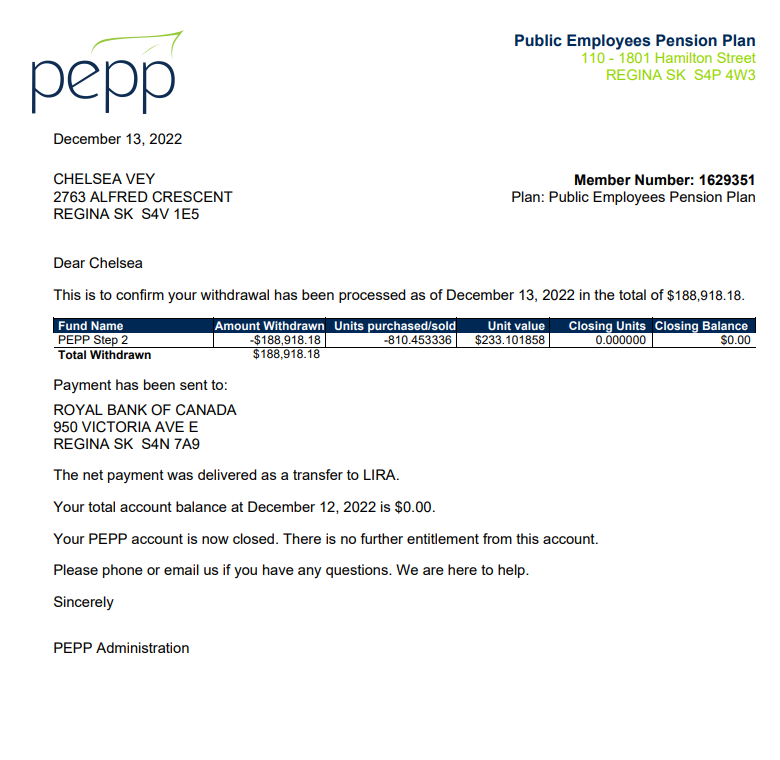 pepp
Public Employees Pension Plan
110 - 1801 Hamilton Street
REGINA SK  S4P 4W3
December 13, 2022
CHELSEA VEY
2763 ALFRED CRESCENT
REGINA SK  S4V 1E5
Member Number: 1629351
Plan: Public Employees Pension Plan
Dear Chelsea
This is to confirm your withdrawal has been processed as of December 13, 2022 in the total of $188,918.18.
Fund Name Amount Withdrawn Units purchased/sold Unit value Closing Units Closing Balance
PEPP Step 2 -$188,918.18 -810.453336 $233.101858 0.000000 $0.00
Total Withdrawn $188,918.18
Payment has been sent to:
ROYAL BANK OF CANADA
950 VICTORIA AVE E
REGINA SK  S4N 7A9
The net payment was delivered as a transfer to LIRA.
Your total account balance at December 12, 2022 is $0.00.
Your PEPP account is now closed. There is no further entitlement from this account.
Please phone or email us if you have any questions. We are here to help.
Sincerely
PEPP Administration